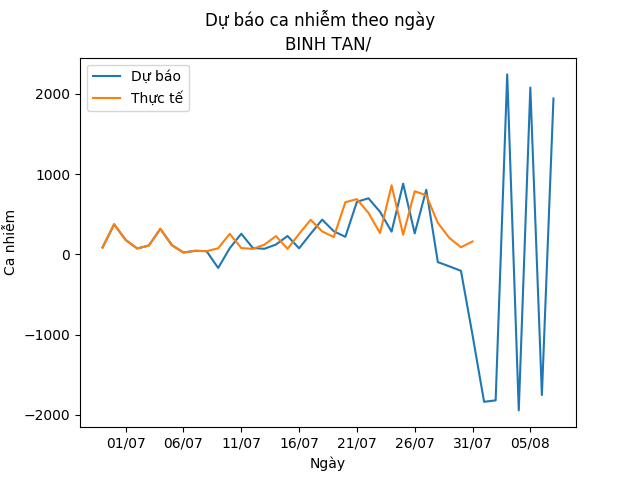 Dự báo ca nhiễm theo ngày
BINH TAN/
Dự báo
Thực tế
Ca nhiễm
2000
1000
0
−1000
−2000
01/07
06/07
11/07
16/07
21/07
26/07
31/07
05/08
Ngày